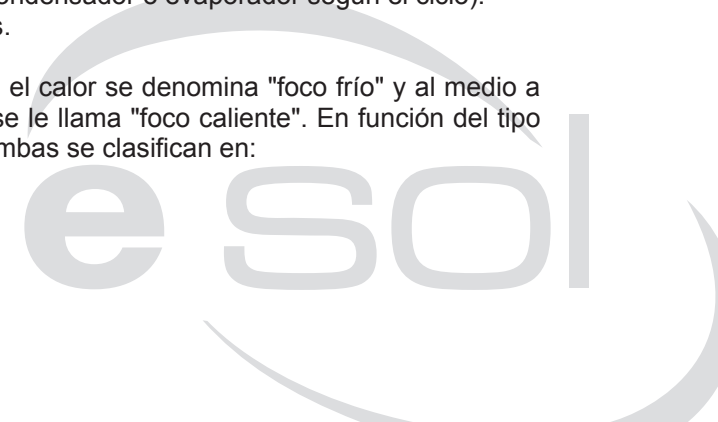 ondensador o evaporador según el ciclo).
s.
el calor se denomina "foco frío" y al medio a
se le llama "foco caliente". En función del tipo
mbas se clasifican en:
e sol